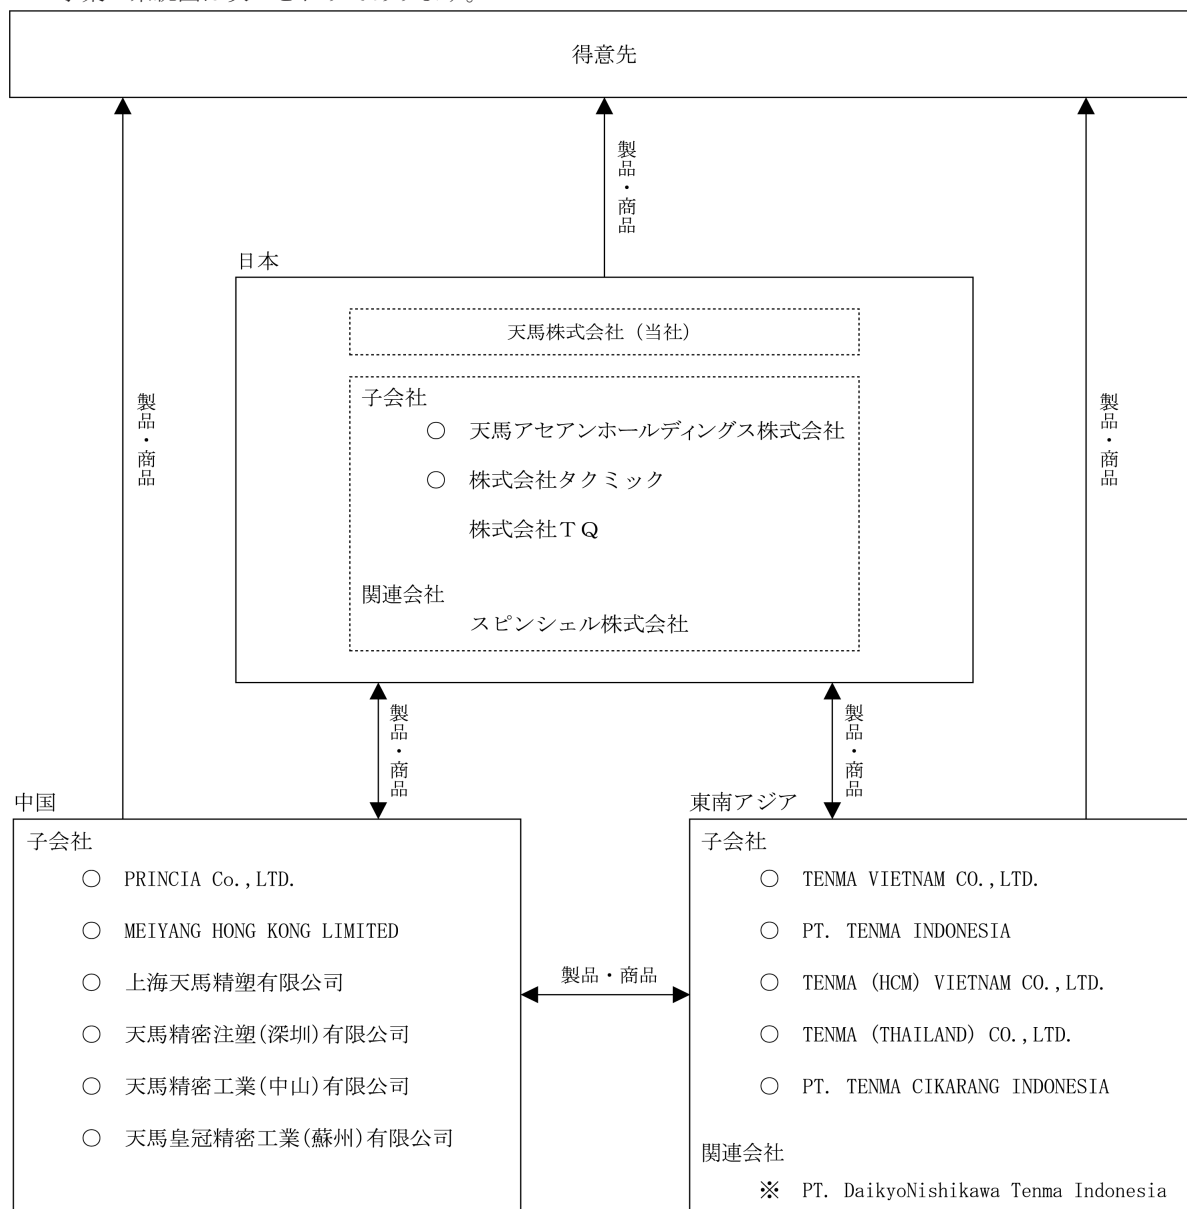 得意先
製品・商品
日本
天馬株式会社（当社）
子会社
○ 天馬アセアンホールディングス株式会社
○ 株式会社タクミック
株式会社ＴＱ
関連会社
スピンシェル株式会社
製品・商品
製品・商品
製品・商品
製品・商品
中国
子会社
○ PRINCIA Co.,LTD.
○ MEIYANG HONG KONG LIMITED
○ 上海天馬精塑有限公司
○ 天馬精密注塑(深圳)有限公司
○ 天馬精密工業(中山)有限公司
○ 天馬皇冠精密工業(蘇州)有限公司
製品・商品
東南アジア
子会社
○ TENMA VIETNAM CO.,LTD.
○ PT. TENMA INDONESIA
○ TENMA (HCM) VIETNAM CO.,LTD.
○ TENMA (THAILAND) CO.,LTD.
○ PT. TENMA CIKARANG INDONESIA
関連会社
※ PT. DaikyoNishikawa Tenma Indonesia